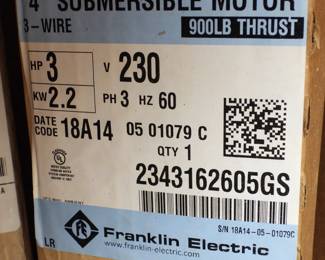 4" SUBMERSIBLE MOTOR
3-WIRE 900LB THRUST
HP 3 V 230
KW 2.2 PH 3 HZ 60
DATE CODE 18A14 05 01079 C
QTY 1
2343162605GS
Franklin Electric
www.franklin-electric.com
S/N 18A14-05-01079C
LR